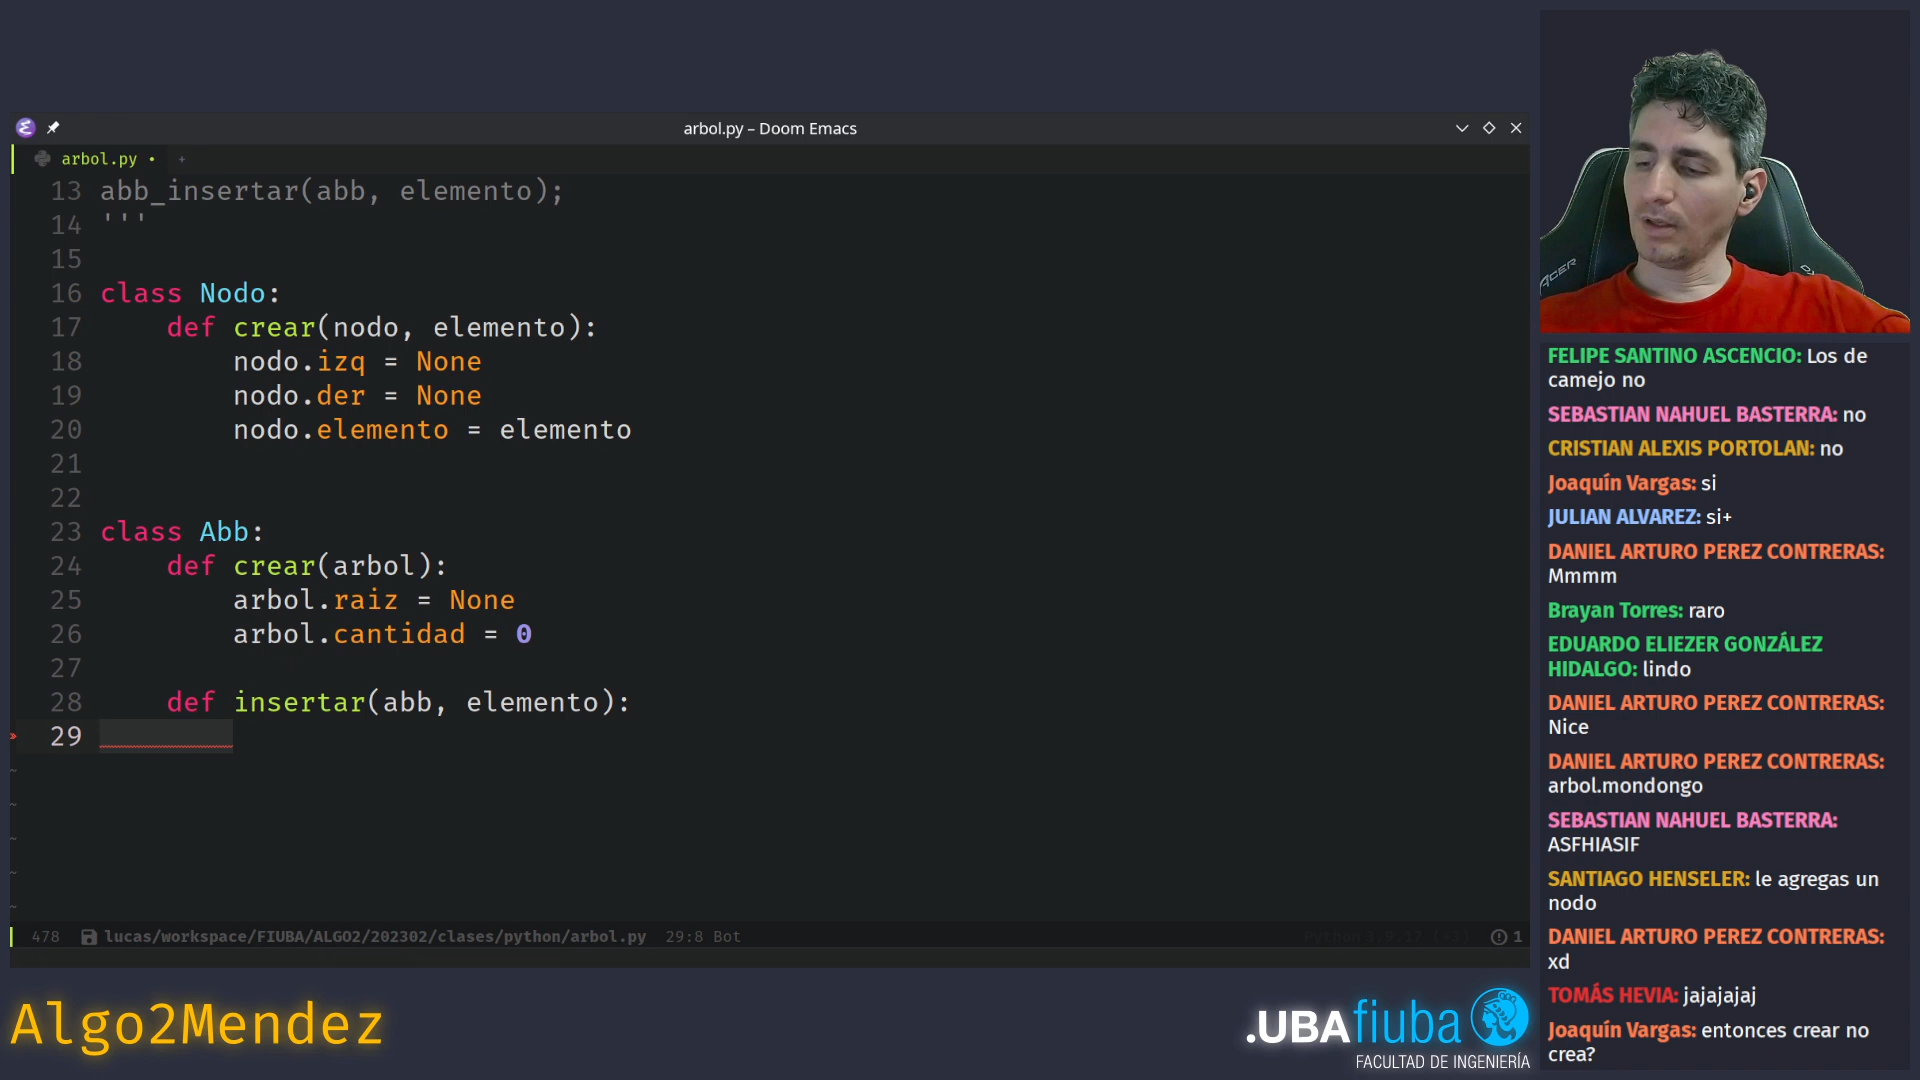 arbol.py – Doom Emacs
arbol.py • +
13 abb_insertar(abb, elemento);
14 '''
15
16 class Nodo:
17 def crear(nodo, elemento):
18 nodo.izq = None
19 nodo.der = None
20 nodo.elemento = elemento
21
22
23 class Abb:
24 def crear(arbol):
25 arbol.raiz = None
26 arbol.cantidad = 0
27
28 def insertar(abb, elemento):
29
478 lucas/workspace/FIUBA/ALGO2/202302/clases/python/arbol.py 29:8 Bot 1
Algo2Mendez
.UBAfiuba
FACULTAD DE INGENIERÍA
FELIPE SANTINO ASCENCIO: Los de
camejo no
SEBASTIAN NAHUEL BASTERRA: no
CRISTIAN ALEXIS PORTOLAN: no
Joaquín Vargas: si
JULIAN ALVAREZ: si+
DANIEL ARTURO PEREZ CONTRERAS:
Mmmm
Brayan Torres: raro
EDUARDO ELIEZER GONZÁLEZ
HIDALGO: lindo
DANIEL ARTURO PEREZ CONTRERAS:
Nice
DANIEL ARTURO PEREZ CONTRERAS:
arbol.mondongo
SEBASTIAN NAHUEL BASTERRA:
ASFHIASIF
SANTIAGO HENSELER: le agregas un
nodo
DANIEL ARTURO PEREZ CONTRERAS:
xd
TOMÁS HEVIA: jajajajaj
Joaquín Vargas: entonces crear no
crea?